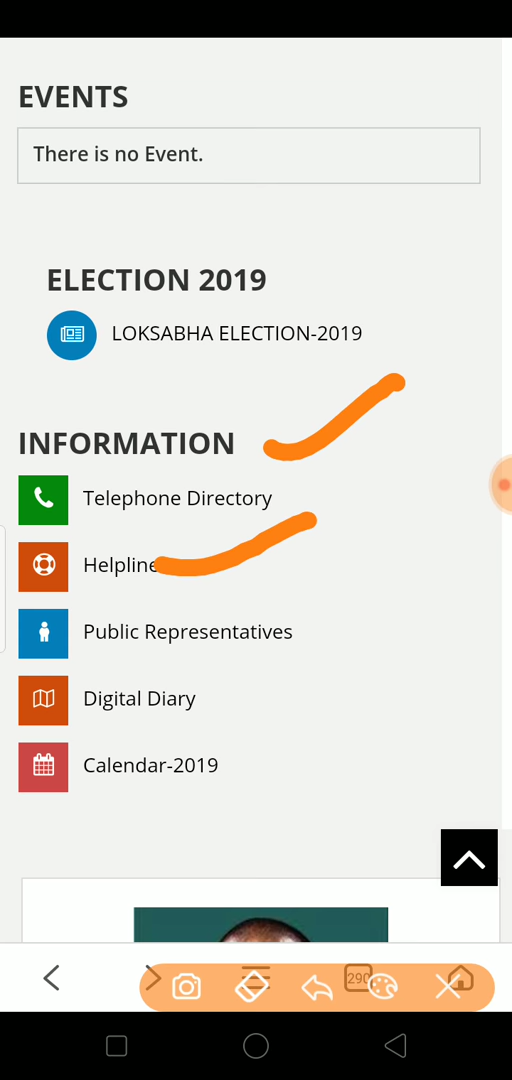 EVENTS
There is no Event.
ELECTION 2019
LOKSABHA ELECTION-2019
INFORMATION
Telephone Directory
Helpline
Public Representatives
Digital Diary
Calendar-2019
290